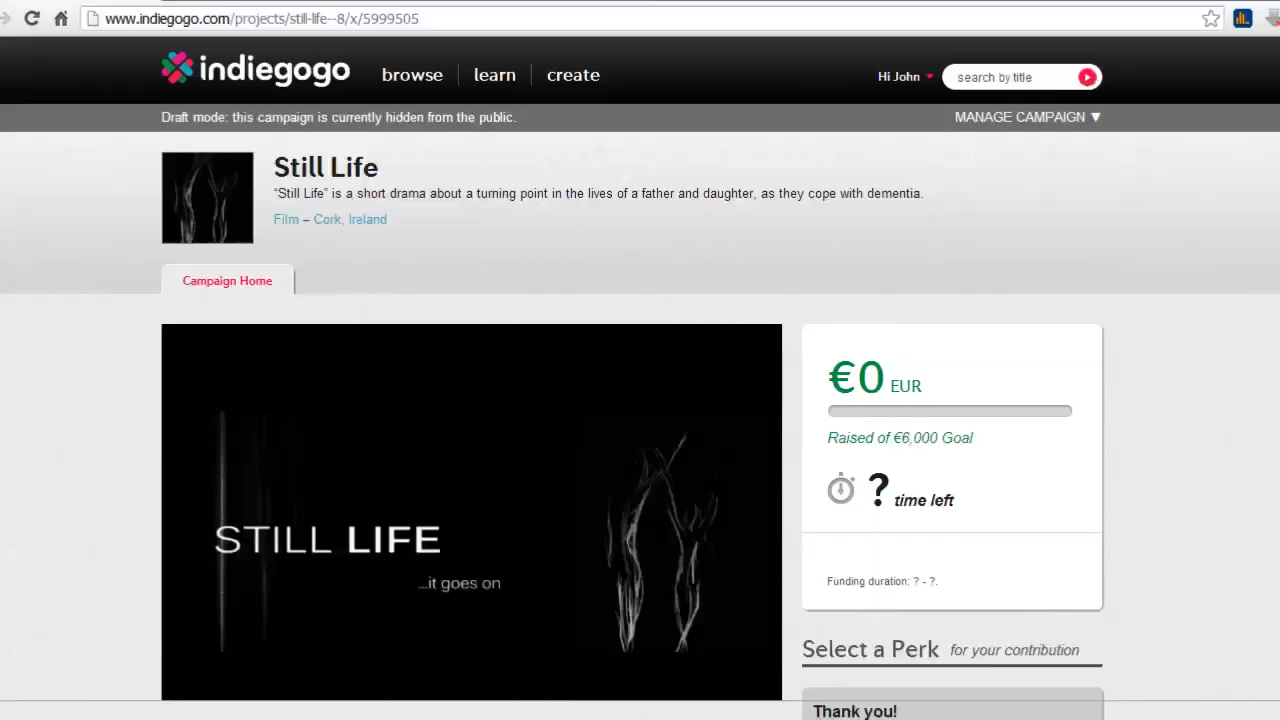 www.indiegogo.com/projects/still-life--8/x/5999505
indiegogo browse learn create Hi John search by title
Draft mode: this campaign is currently hidden from the public. MANAGE CAMPAIGN ▼
Still Life
“Still Life” is a short drama about a turning point in the lives of a father and daughter, as they cope with dementia.
Film – Cork, Ireland
Campaign Home
STILL LIFE
...it goes on
€0 EUR
Raised of €6,000 Goal
? time left
Funding duration: ? - ?.
Select a Perk for your contribution
Thank you!